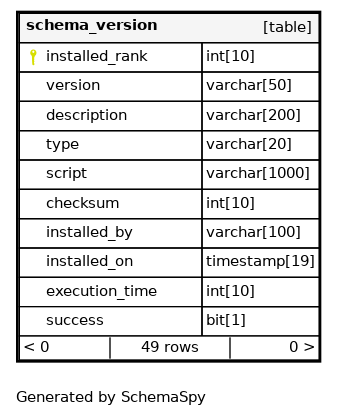 schema_version [table]
installed_rank int[10]
version varchar[50]
description varchar[200]
type varchar[20]
script varchar[1000]
checksum int[10]
installed_by varchar[100]
installed_on timestamp[19]
execution_time int[10]
success bit[1]
< 0 49 rows 0 >
Generated by SchemaSpy